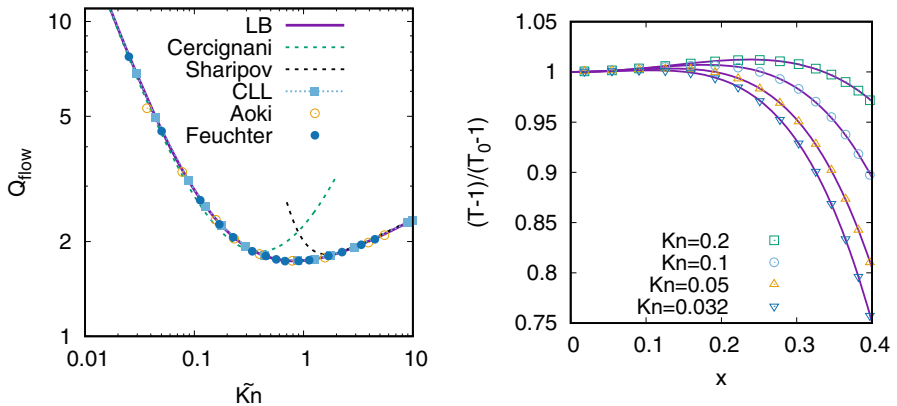 10
5
2
1
0.01
0.1
1
10
Q_flow
K̃n
LB
Cercignani
Sharipov
CLL
Aoki
Feuchter
1.05
1
0.95
0.9
0.85
0.8
0.75
0
0.1
0.2
0.3
0.4
(T-1)/(T_0-1)
x
Kn=0.2
Kn=0.1
Kn=0.05
Kn=0.032